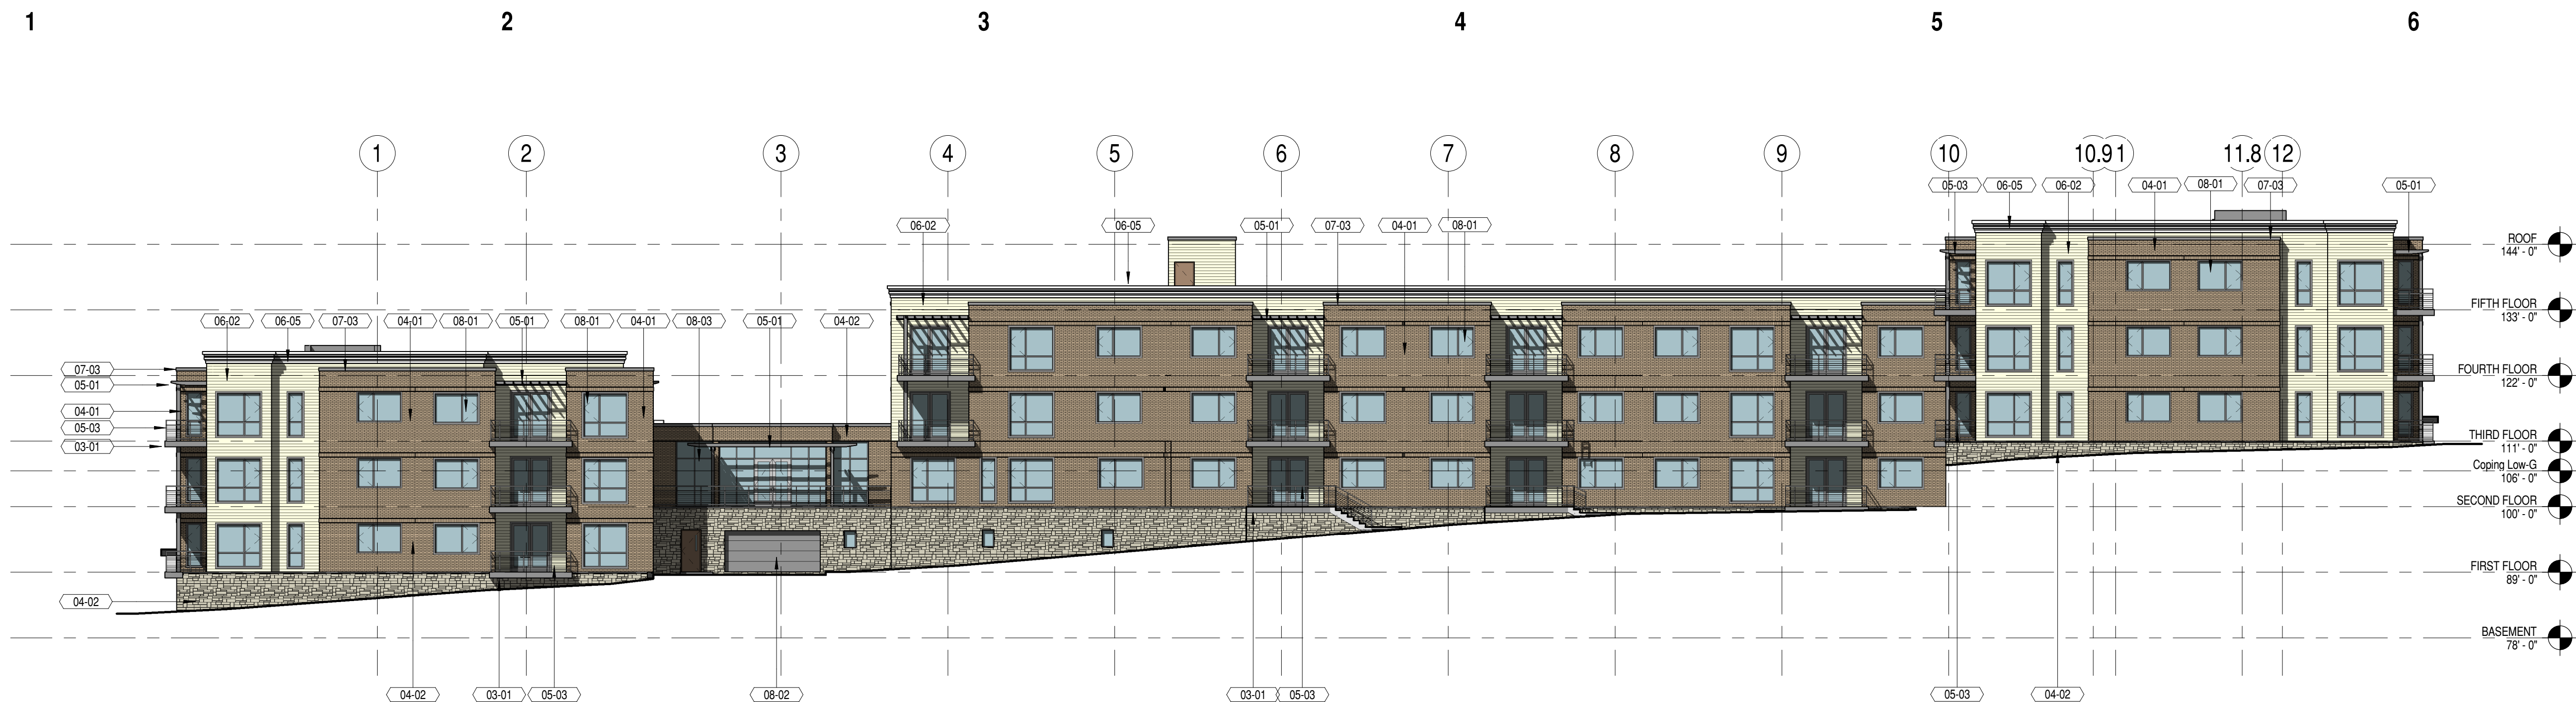 1 2 3 4 5 6
1 2 3 4 5 6 7 8 9 10 10.9 1 11.8 12
05-03 06-05 06-02 04-01 08-01 07-03 05-01
06-02 06-05 05-01 07-03 04-01 08-01
ROOF
144' - 0"
FIFTH FLOOR
133' - 0"
06-02 06-05 07-03 04-01 08-01 05-01 08-01 04-01 08-03 05-01 04-02
07-03
FOURTH FLOOR
122' - 0"
05-01
04-01
05-03
THIRD FLOOR
111' - 0"
03-01
Coping Low-G
106' - 0"
SECOND FLOOR
100' - 0"
FIRST FLOOR
89' - 0"
04-02
BASEMENT
78' - 0"
04-02 03-01 05-03 08-02 03-01 05-03 05-03 04-02